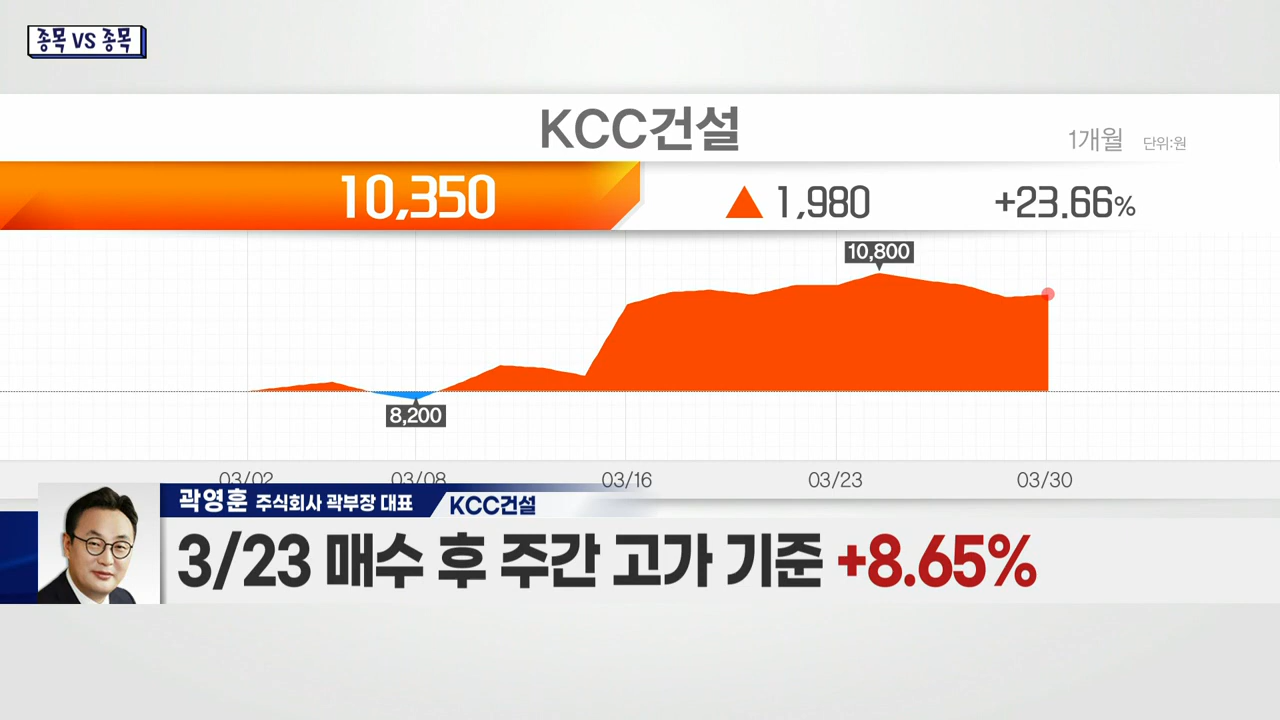 종목 VS 종목
KCC건설
1개월 단위:원
10,350 ▲ 1,980 +23.66%
10,800
8,200
03/02 03/08 03/16 03/23 03/30
곽영훈 주식회사 곽부장 대표 KCC건설
3/23 매수 후 주간 고가 기준 +8.65%